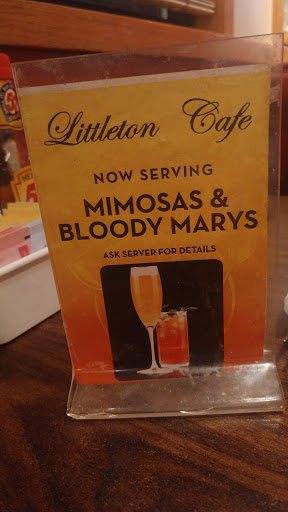 Littleton Cafe
NOW SERVING
MIMOSAS &
BLOODY MARYS
ASK SERVER FOR DETAILS